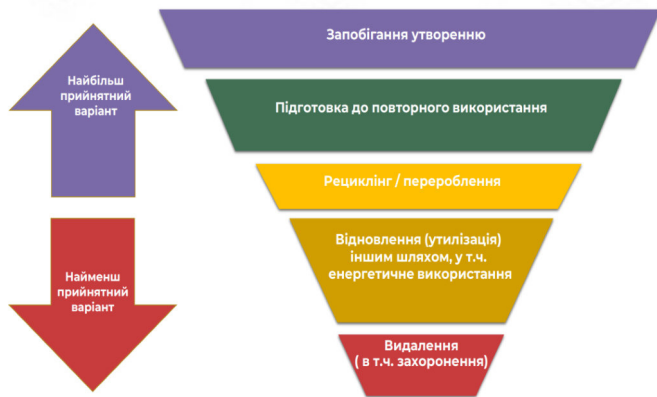 Запобігання утворенню
Найбільш
прийнятний
варіант
Підготовка до повторного використання
Рециклінг / перероблення
Відновлення (утилізація)
іншим шляхом, у т.ч.
енергетичне використання
Найменш
прийнятний
варіант
Видалення
( в т.ч. захоронення)